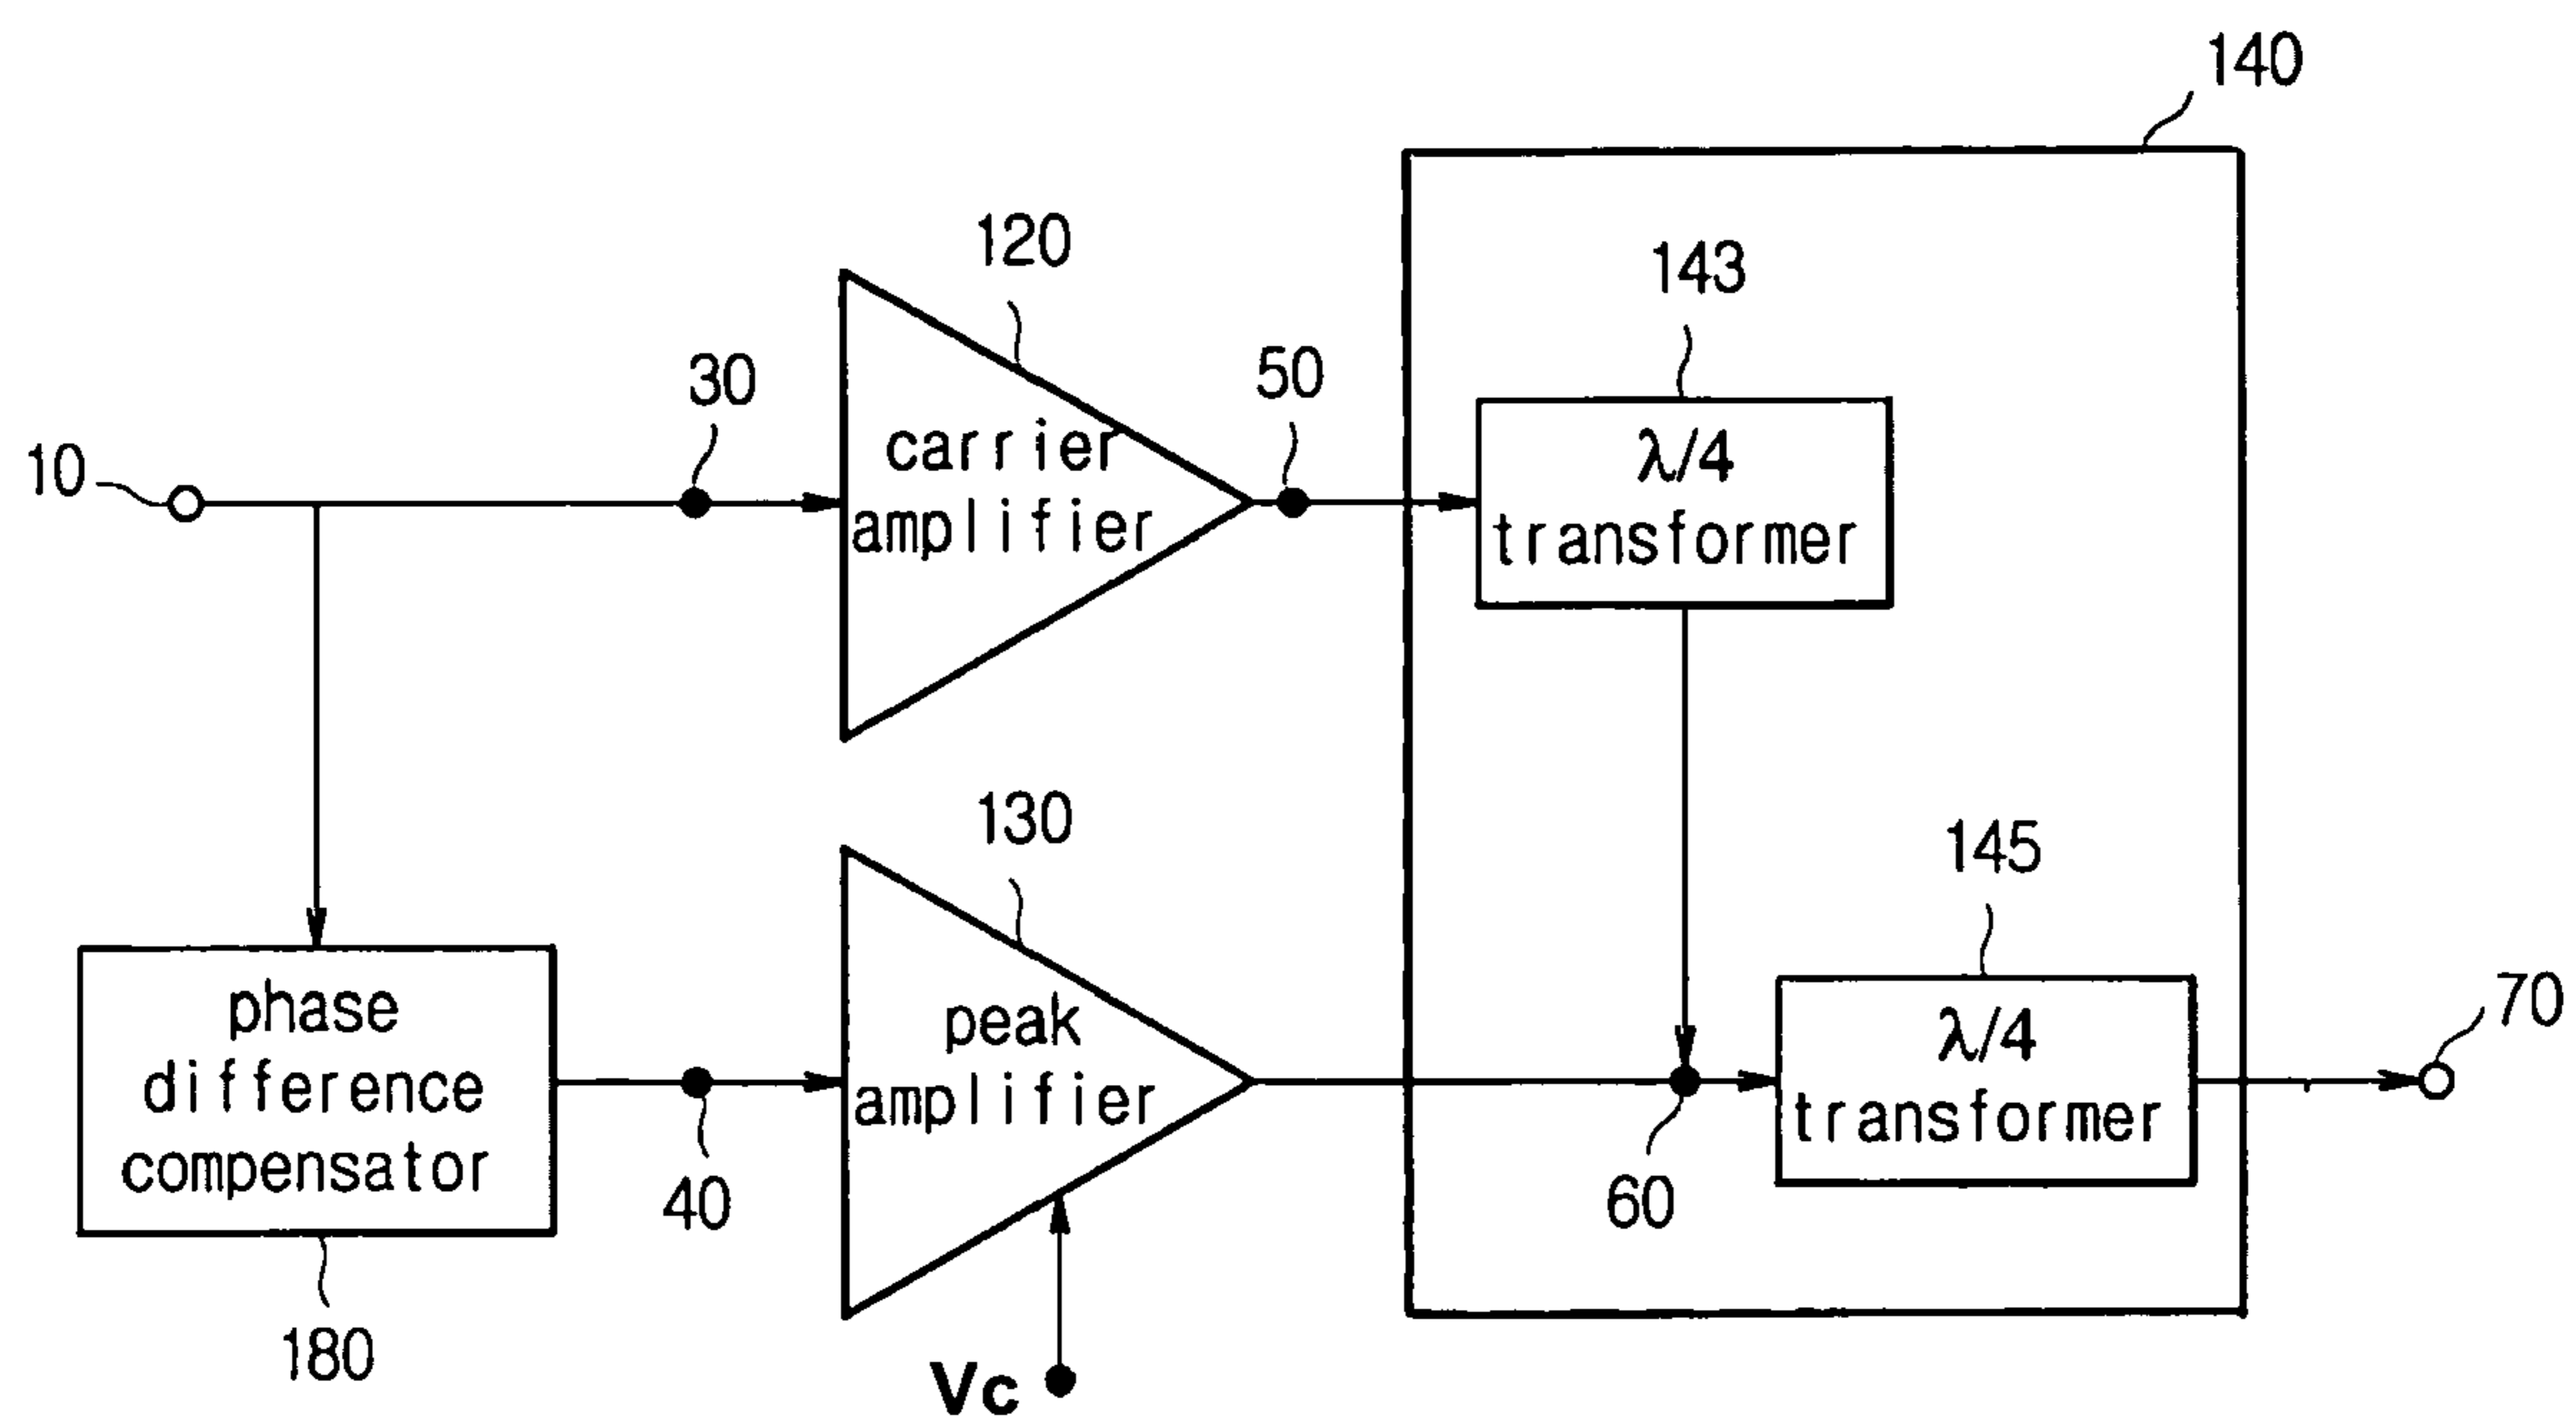 140
120
143
30
50
10
carrier
amplifier
λ/4
transformer
130
145
phase
difference
compensator
peak
amplifier
λ/4
transformer
70
40
60
180
Vc